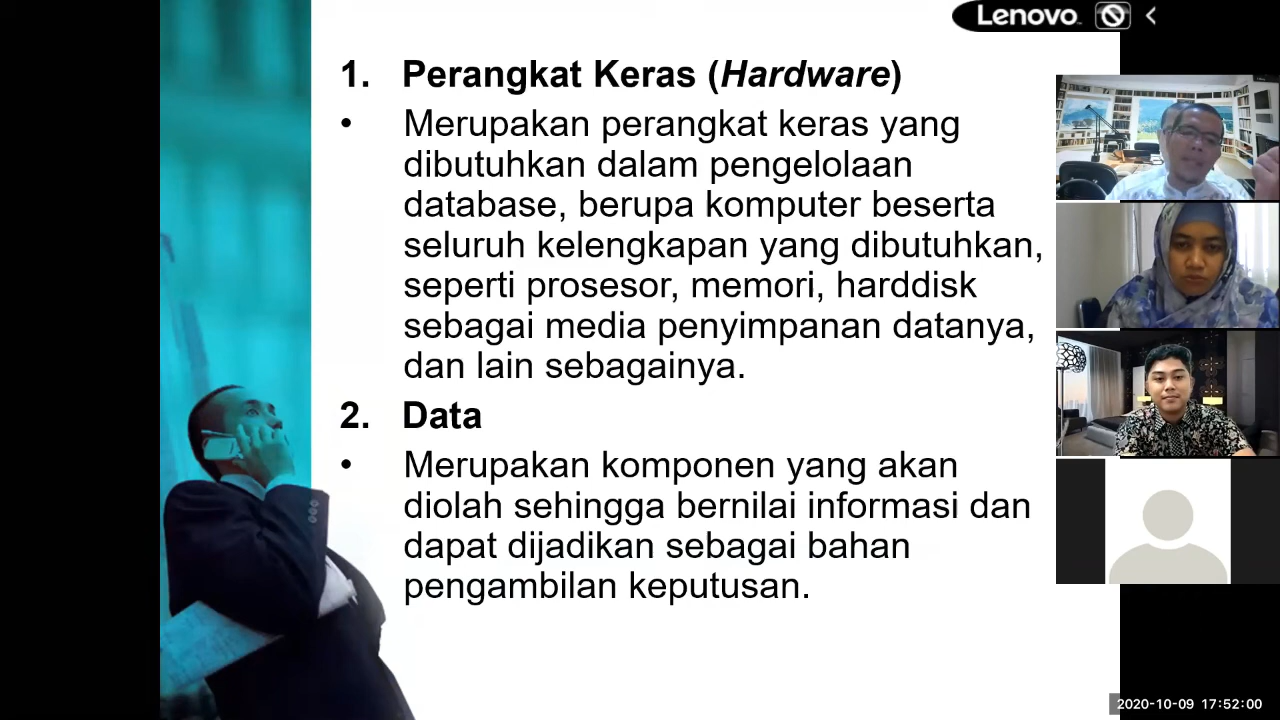 Lenovo
1. Perangkat Keras (Hardware)
• Merupakan perangkat keras yang
dibutuhkan dalam pengelolaan
database, berupa komputer beserta
seluruh kelengkapan yang dibutuhkan,
seperti prosesor, memori, harddisk
sebagai media penyimpanan datanya,
dan lain sebagainya.
2. Data
• Merupakan komponen yang akan
diolah sehingga bernilai informasi dan
dapat dijadikan sebagai bahan
pengambilan keputusan.
2020-10-09 17:52:00